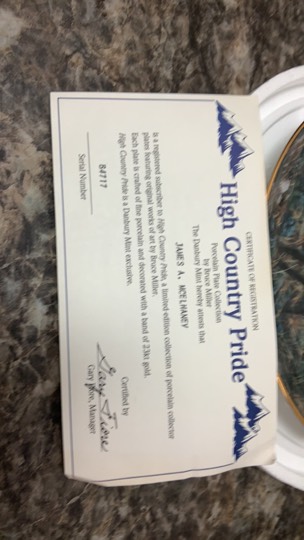 CERTIFICATE OF REGISTRATION
High Country Pride
Porcelain Plate Collection
by Bruce Miller
The Danbury Mint hereby attests that
JAMES A. MCELHANEY
is a registered subscriber to High Country Pride, a limited-edition collection of porcelain collector
plates featuring original works of art by Bruce Miller.
Each plate is crafted of fine porcelain and decorated with a band of 23kt gold.
High Country Pride is a Danbury Mint exclusive.
84717
Serial Number
Certified by
Gary Fiore
Gary Fiore, Manager